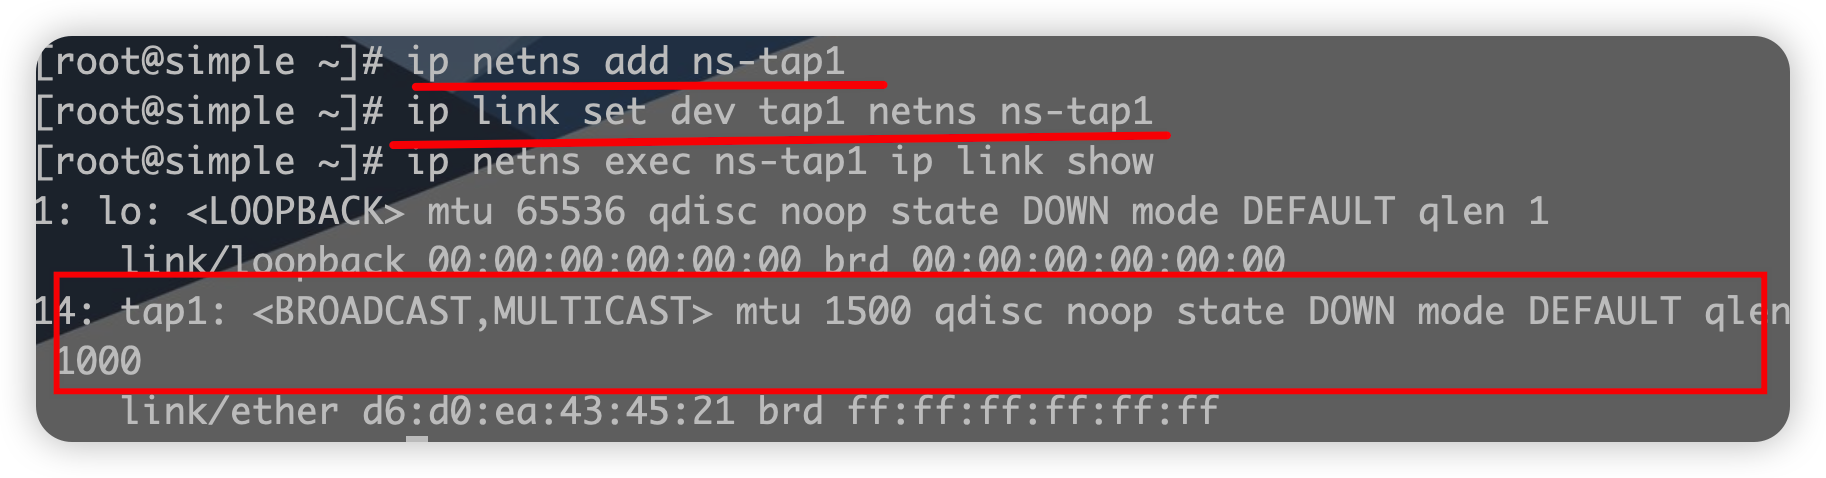 [root@simple ~]# ip netns add ns-tap1
[root@simple ~]# ip link set dev tap1 netns ns-tap1
[root@simple ~]# ip netns exec ns-tap1 ip link show
1: lo: <LOOPBACK> mtu 65536 qdisc noop state DOWN mode DEFAULT qlen 1
    link/loopback 00:00:00:00:00:00 brd 00:00:00:00:00:00
14: tap1: <BROADCAST,MULTICAST> mtu 1500 qdisc noop state DOWN mode DEFAULT qlen
 1000
    link/ether d6:d0:ea:43:45:21 brd ff:ff:ff:ff:ff:ff